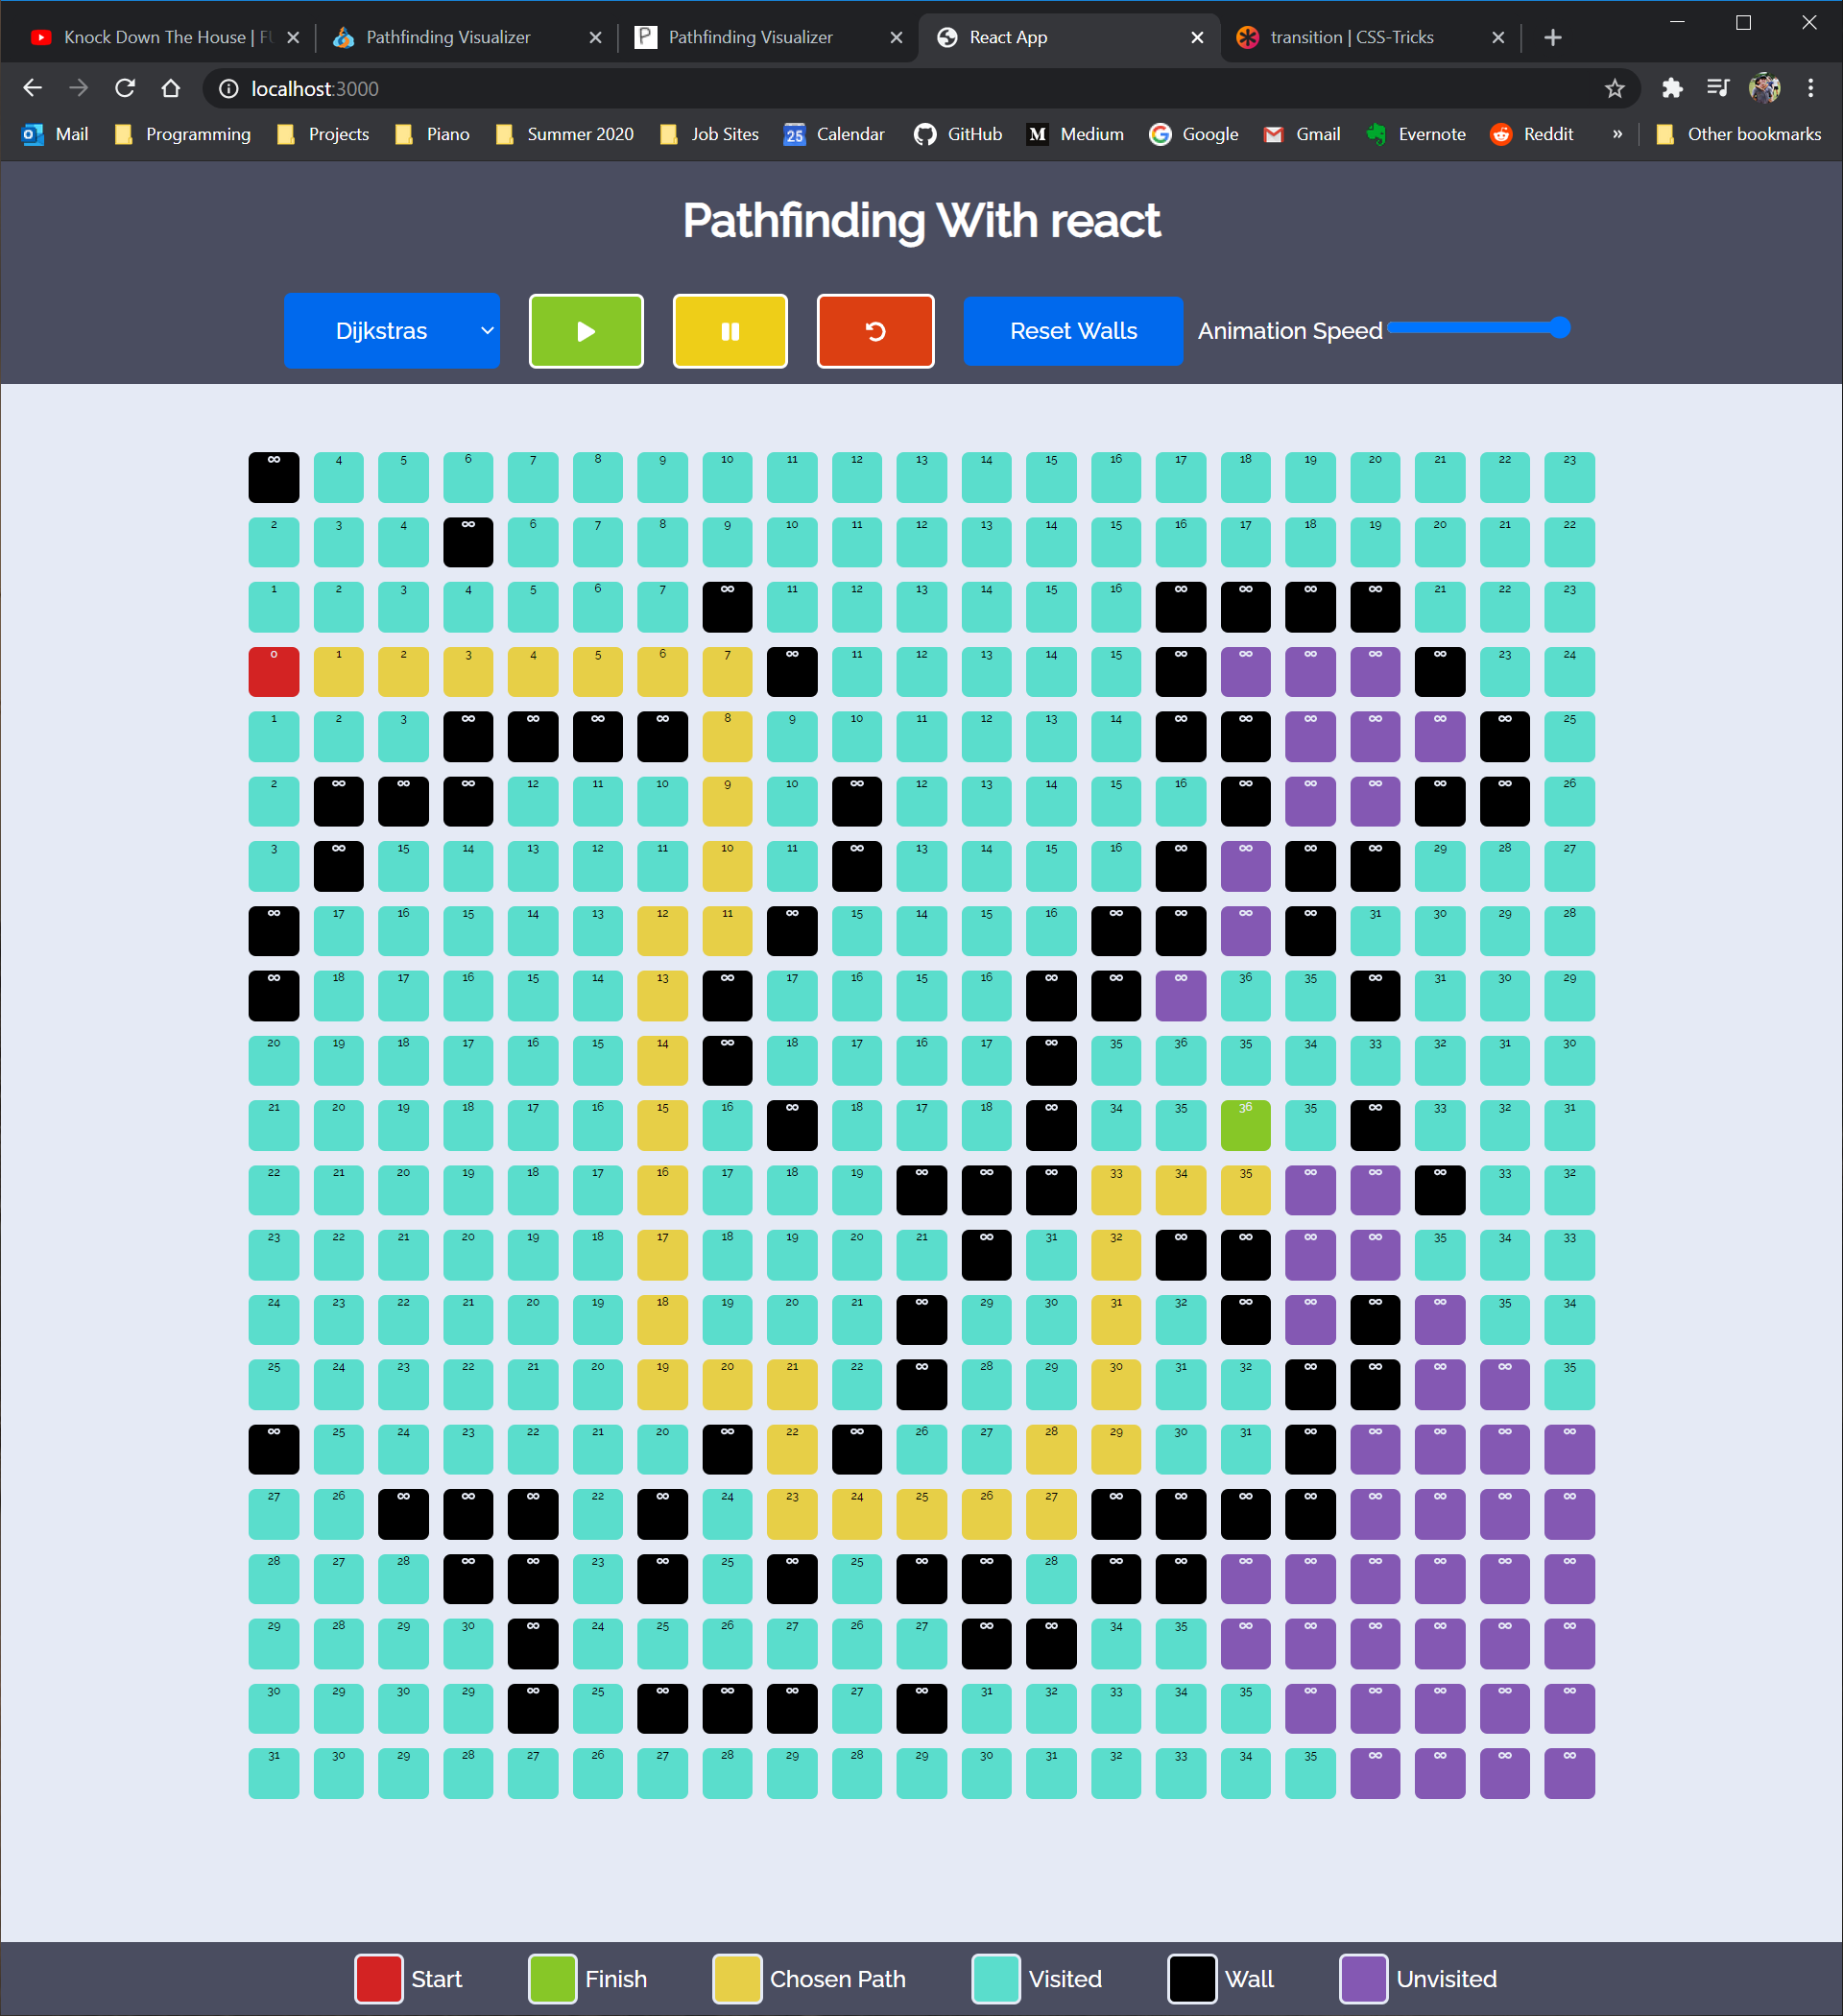 Knock Down The House | FU
Pathfinding Visualizer
Pathfinding Visualizer
React App
transition | CSS-Tricks
localhost:3000
Mail Programming Projects Piano Summer 2020 Job Sites 25 Calendar GitHub M Medium Google Gmail Evernote Reddit » Other bookmarks
Pathfinding With react
Dijkstras Reset Walls Animation Speed
∞ 4 5 6 7 8 9 10 11 12 13 14 15 16 17 18 19 20 21 22 23
2 3 4 ∞ 6 7 8 9 10 11 12 13 14 15 16 17 18 19 20 21 22
1 2 3 4 5 6 7 ∞ 11 12 13 14 15 16 ∞ ∞ ∞ ∞ 21 22 23
0 1 2 3 4 5 6 7 ∞ 11 12 13 14 15 ∞ ∞ ∞ ∞ ∞ 23 24
1 2 3 ∞ ∞ ∞ ∞ 8 9 10 11 12 13 14 ∞ ∞ ∞ ∞ ∞ ∞ 25
2 ∞ ∞ ∞ 12 11 10 9 10 ∞ 12 13 14 15 16 ∞ ∞ ∞ ∞ ∞ 26
3 ∞ 15 14 13 12 11 10 11 ∞ 13 14 15 16 ∞ ∞ ∞ ∞ 29 28 27
∞ 17 16 15 14 13 12 11 ∞ 15 14 15 16 ∞ ∞ ∞ ∞ 31 30 29 28
∞ 18 17 16 15 14 13 ∞ 17 16 15 16 ∞ ∞ ∞ 36 35 ∞ 31 30 29
20 19 18 17 16 15 14 ∞ 18 17 16 17 ∞ 35 36 35 34 33 32 31 30
21 20 19 18 17 16 15 16 ∞ 18 17 18 ∞ 34 35 36 35 ∞ 33 32 31
22 21 20 19 18 17 16 17 18 19 ∞ ∞ ∞ 33 34 35 ∞ ∞ ∞ 33 32
23 22 21 20 19 18 17 18 19 20 21 ∞ 31 32 ∞ ∞ ∞ ∞ 35 34 33
24 23 22 21 20 19 18 19 20 21 ∞ 29 30 31 32 ∞ ∞ ∞ ∞ 35 34
25 24 23 22 21 20 19 20 21 22 ∞ 28 29 30 31 32 ∞ ∞ ∞ ∞ 35
∞ 25 24 23 22 21 20 ∞ 22 ∞ 26 27 28 29 30 31 ∞ ∞ ∞ ∞ ∞
27 26 ∞ ∞ ∞ 22 ∞ 24 23 24 25 26 27 ∞ ∞ ∞ ∞ ∞ ∞ ∞ ∞
28 27 28 ∞ ∞ 23 ∞ 25 ∞ 25 ∞ ∞ 28 ∞ ∞ ∞ ∞ ∞ ∞ ∞ ∞
29 28 29 30 ∞ 24 25 26 27 26 27 ∞ ∞ 34 35 ∞ ∞ ∞ ∞ ∞ ∞
30 29 30 29 ∞ 25 ∞ ∞ ∞ 27 ∞ 31 32 33 34 35 ∞ ∞ ∞ ∞ ∞
31 30 29 28 27 26 27 28 29 28 29 30 31 32 33 34 35 ∞ ∞ ∞ ∞
Start Finish Chosen Path Visited Wall Unvisited